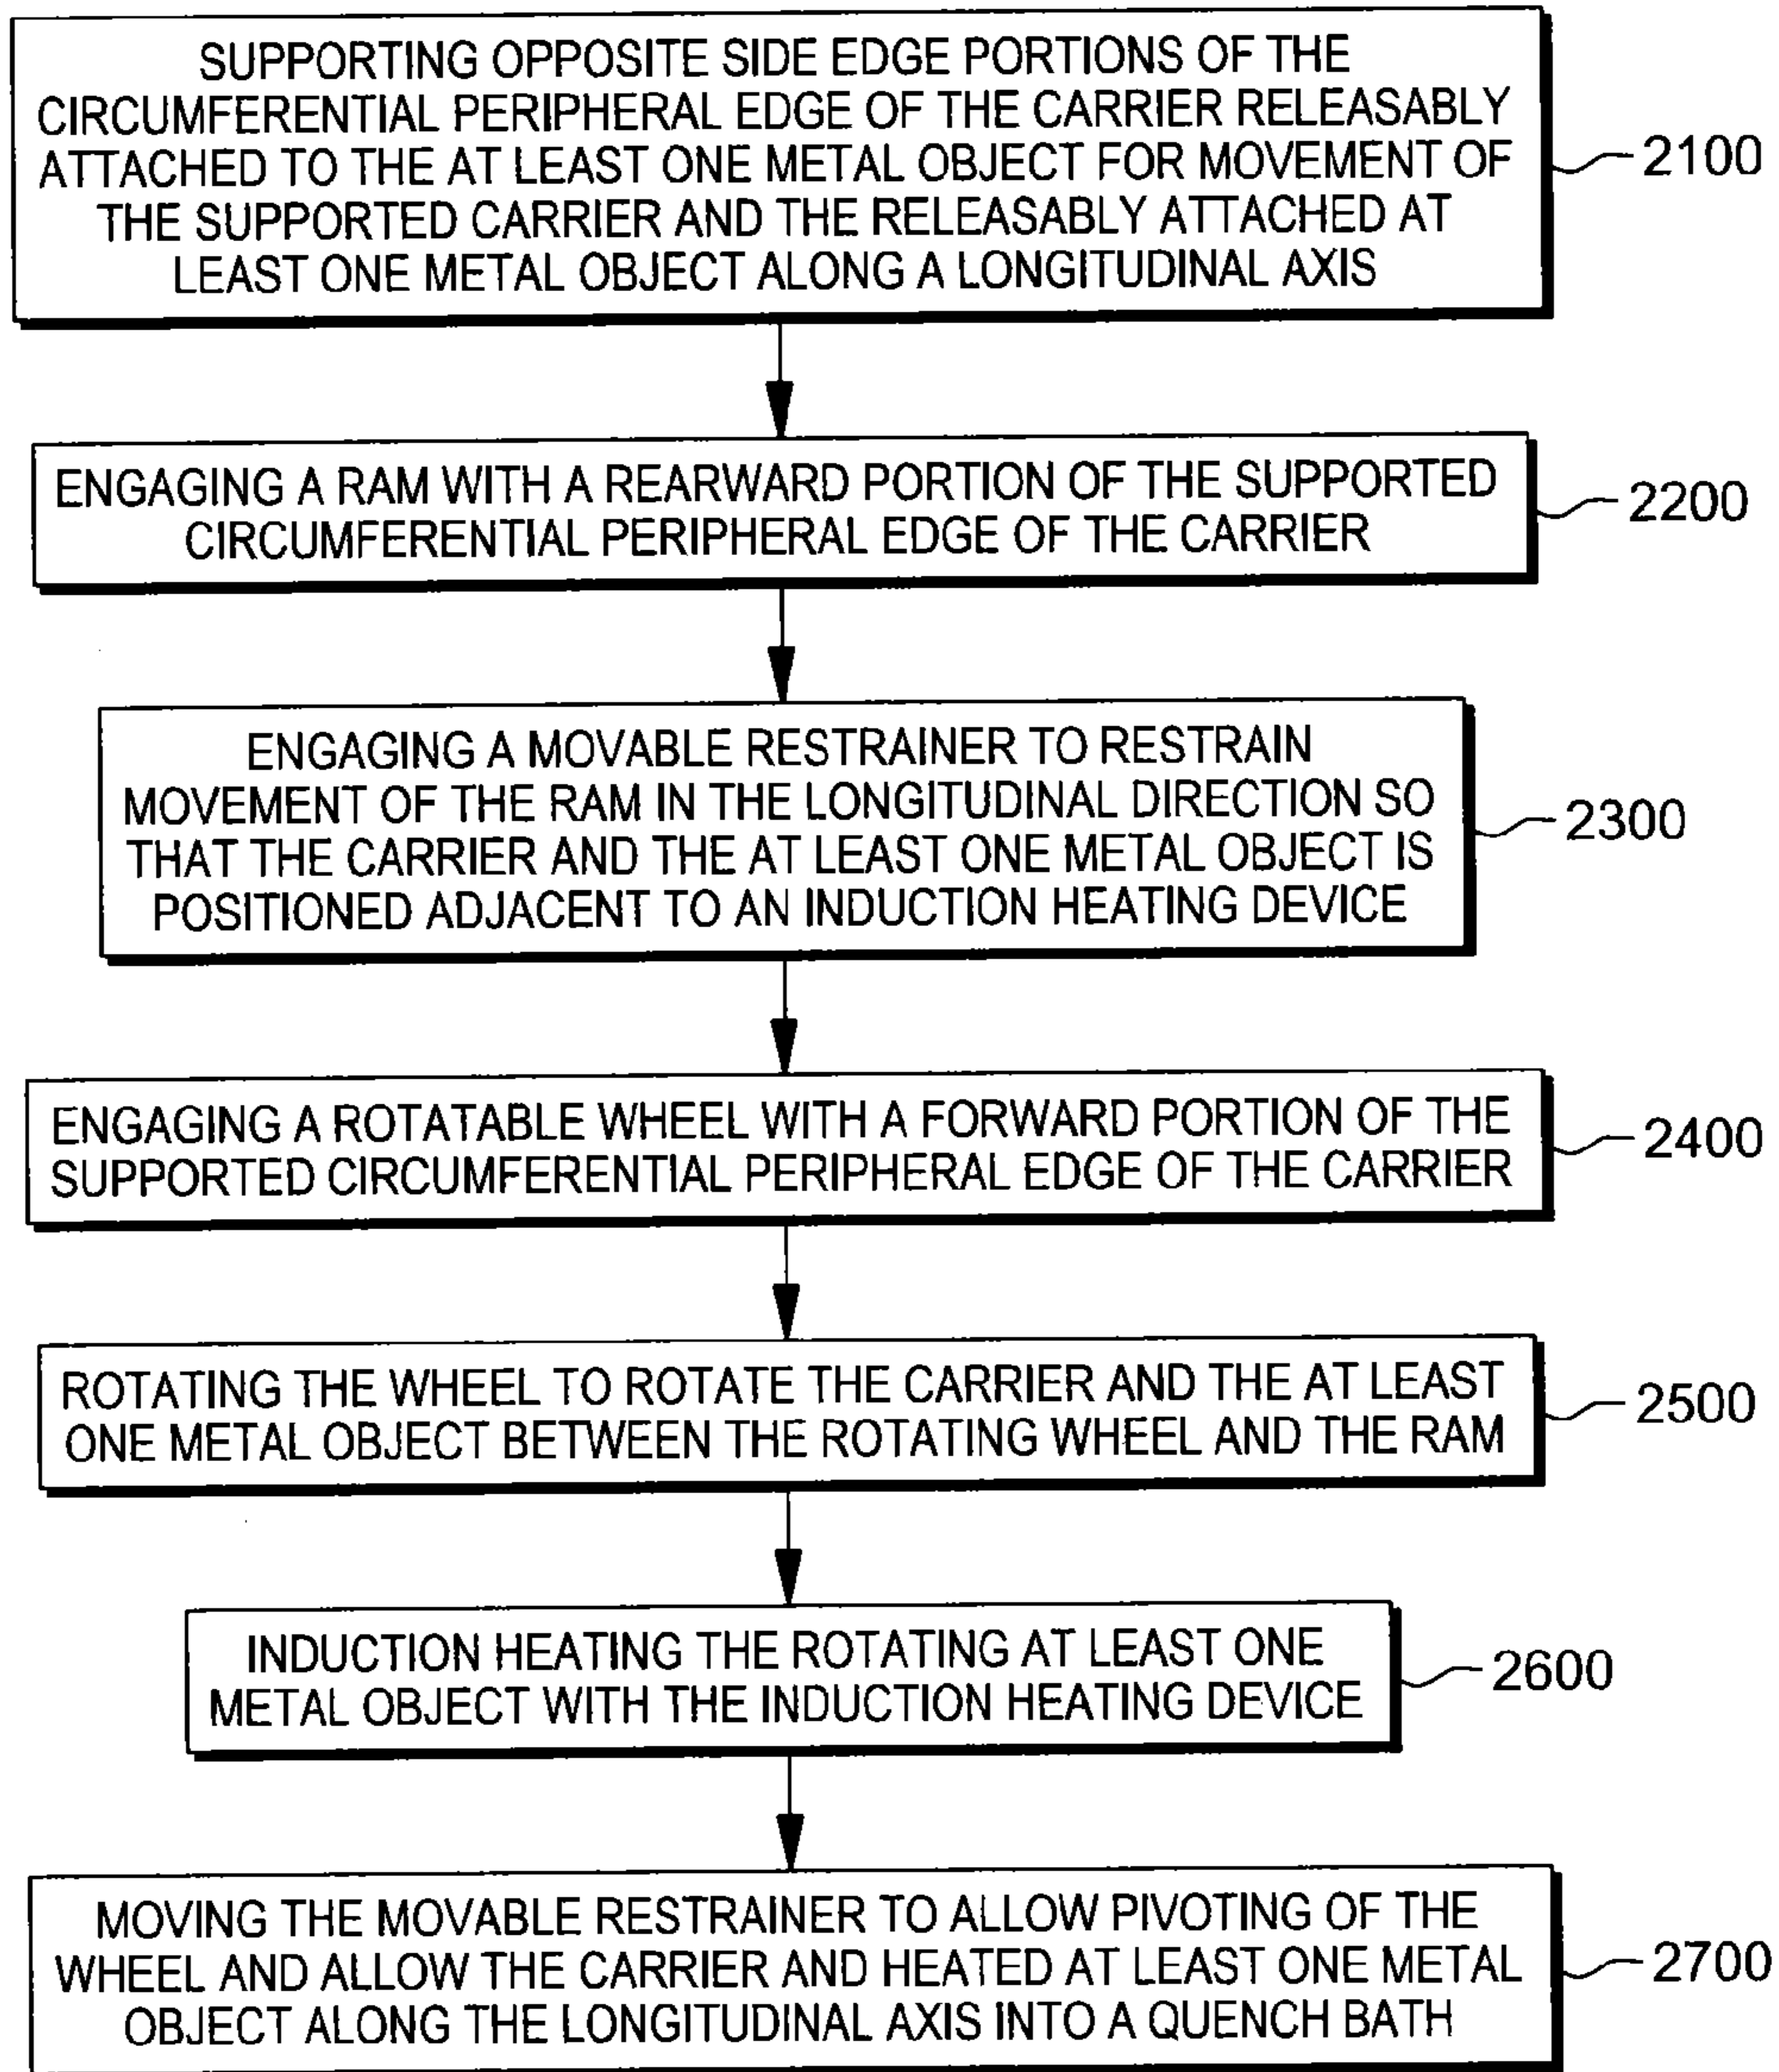 SUPPORTING OPPOSITE SIDE EDGE PORTIONS OF THE
CIRCUMFERENTIAL PERIPHERAL EDGE OF THE CARRIER RELEASABLY
ATTACHED TO THE AT LEAST ONE METAL OBJECT FOR MOVEMENT OF
THE SUPPORTED CARRIER AND THE RELEASABLY ATTACHED AT
LEAST ONE METAL OBJECT ALONG A LONGITUDINAL AXIS
2100
ENGAGING A RAM WITH A REARWARD PORTION OF THE SUPPORTED
CIRCUMFERENTIAL PERIPHERAL EDGE OF THE CARRIER
2200
ENGAGING A MOVABLE RESTRAINER TO RESTRAIN
MOVEMENT OF THE RAM IN THE LONGITUDINAL DIRECTION SO
THAT THE CARRIER AND THE AT LEAST ONE METAL OBJECT IS
POSITIONED ADJACENT TO AN INDUCTION HEATING DEVICE
2300
ENGAGING A ROTATABLE WHEEL WITH A FORWARD PORTION OF THE
SUPPORTED CIRCUMFERENTIAL PERIPHERAL EDGE OF THE CARRIER
2400
ROTATING THE WHEEL TO ROTATE THE CARRIER AND THE AT LEAST
ONE METAL OBJECT BETWEEN THE ROTATING WHEEL AND THE RAM
2500
INDUCTION HEATING THE ROTATING AT LEAST ONE
METAL OBJECT WITH THE INDUCTION HEATING DEVICE
2600
MOVING THE MOVABLE RESTRAINER TO ALLOW PIVOTING OF THE
WHEEL AND ALLOW THE CARRIER AND HEATED AT LEAST ONE METAL
OBJECT ALONG THE LONGITUDINAL AXIS INTO A QUENCH BATH
2700